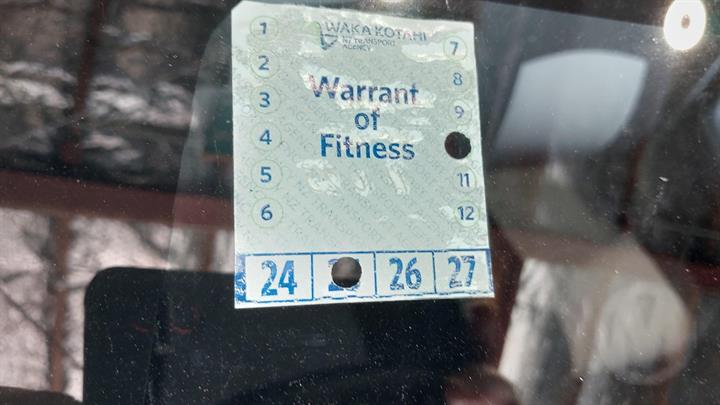 WAKA KOTAHI
NZ TRANSPORT
AGENCY
1
2
3
4
5
6
Warrant
of
Fitness
7
8
9
11
12
24 26 27